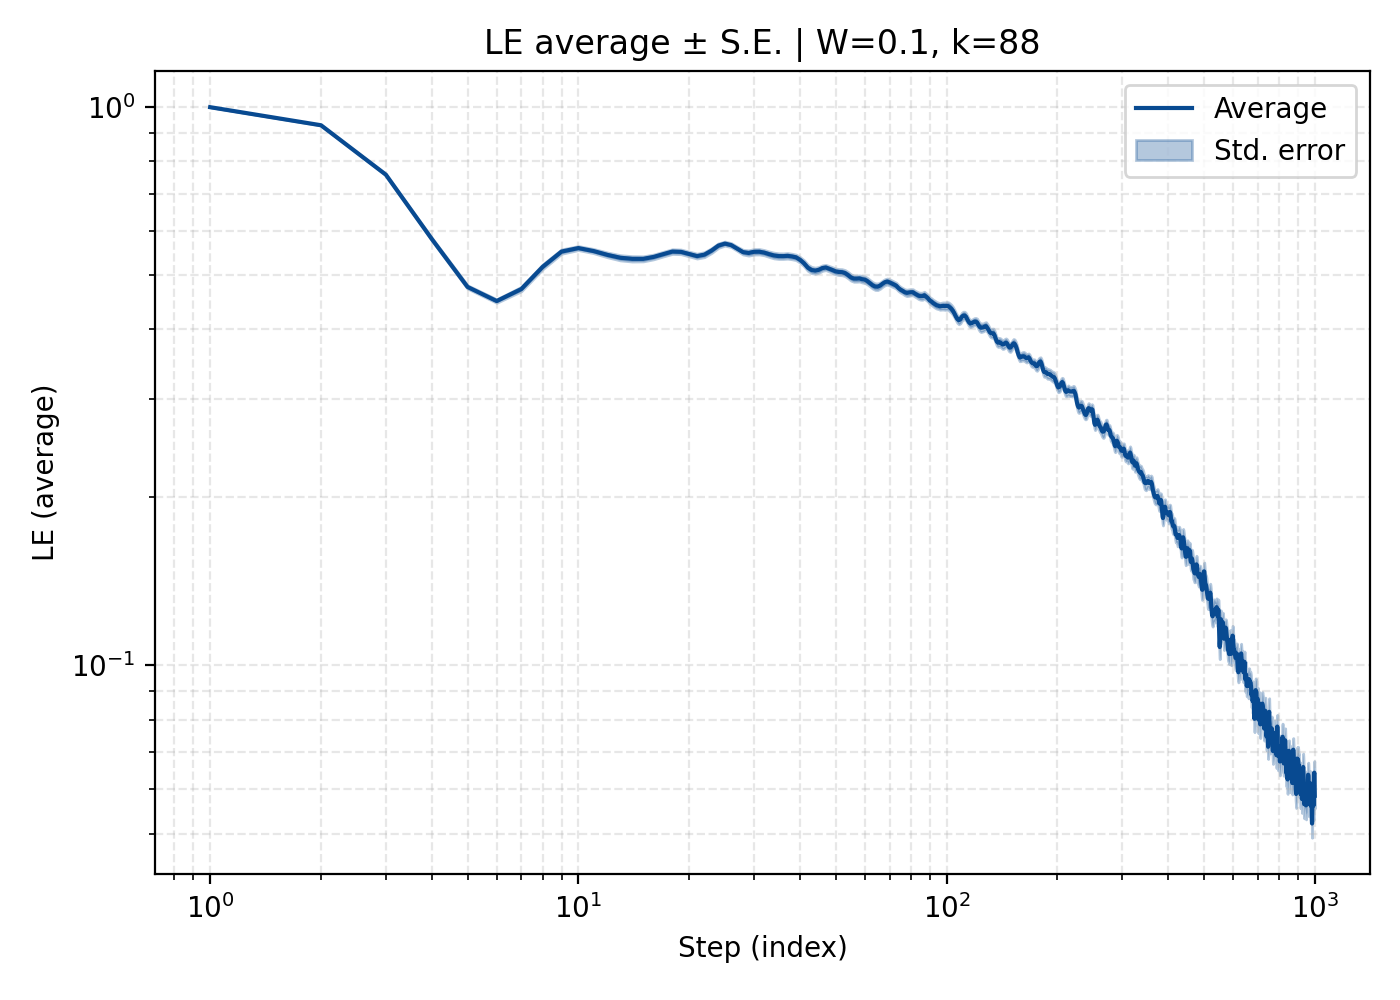 LE average ± S.E. | W=0.1, k=88
Average
Std. error
10⁰
10⁻¹
LE (average)
10⁰
10¹
10²
10³
Step (index)